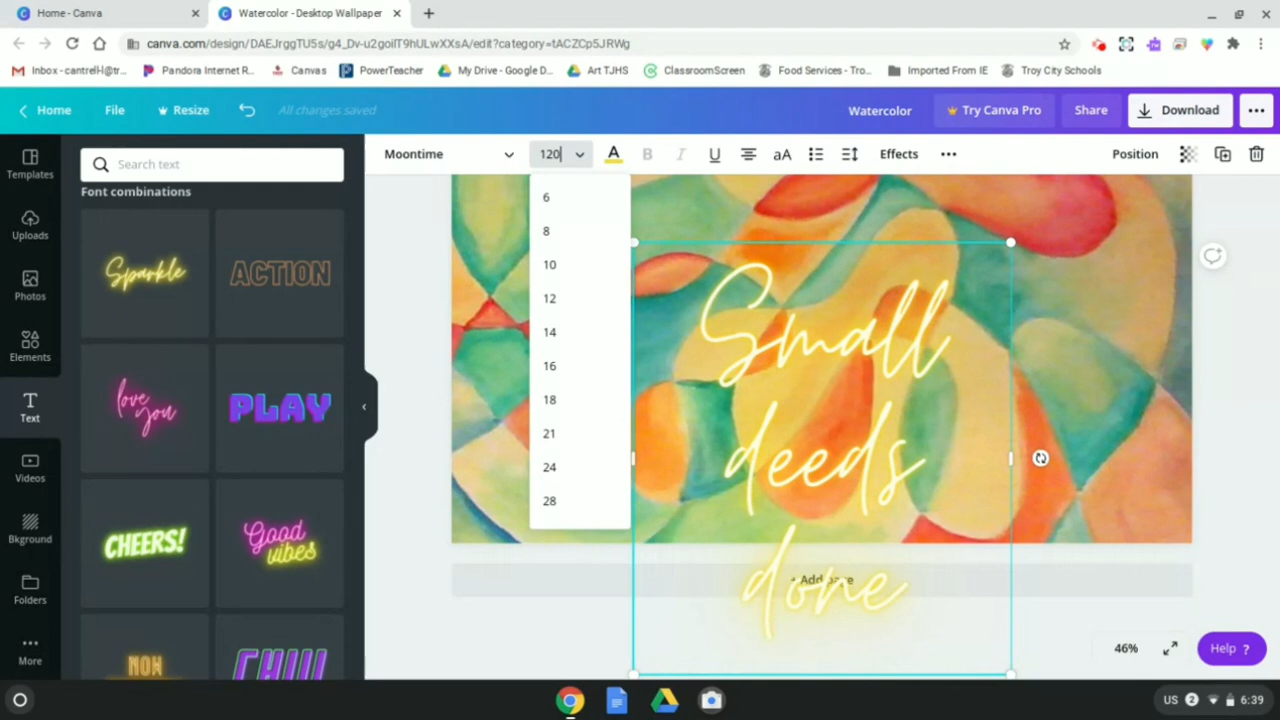 Home - Canva
Watercolor - Desktop Wallpaper
canva.com/design/DAEJrggTU5s/g4_Dv-u2goiIT9hULwXXsA/edit?category=tACZCp5JRWg
Inbox - cantrell-l@tr...
Pandora Internet R...
Canvas
PowerTeacher
My Drive - Google D...
Art TJHS
ClassroomScreen
Food Services - Tro...
Imported From IE
Troy City Schools
Home
File
Resize
All changes saved
Watercolor
Try Canva Pro
Share
Download
Moontime
120
A
B
I
U
aA
Effects
Position
Templates
Uploads
Photos
Elements
Text
Videos
Bkground
Folders
More
Search text
Font combinations
Sparkle
ACTION
love you
PLAY
CHEERS!
Good vibes
NOW
CHILL
6
8
10
12
14
16
18
21
24
28
Small
deeds
done
+ Add page
46%
Help ?
US 2 6:39